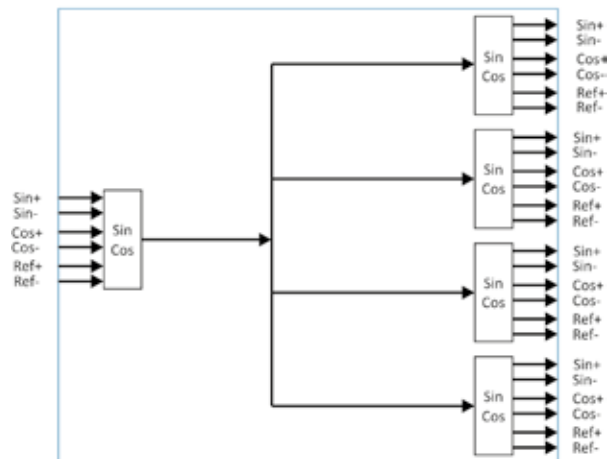 Sin+
Sin-
Cos+
Cos-
Ref+
Ref-
Sin
Cos
Sin
Cos
Sin+
Sin-
Cos+
Cos-
Ref+
Ref-
Sin
Cos
Sin+
Sin-
Cos+
Cos-
Ref+
Ref-
Sin
Cos
Sin+
Sin-
Cos+
Cos-
Ref+
Ref-
Sin
Cos
Sin+
Sin-
Cos+
Cos-
Ref+
Ref-